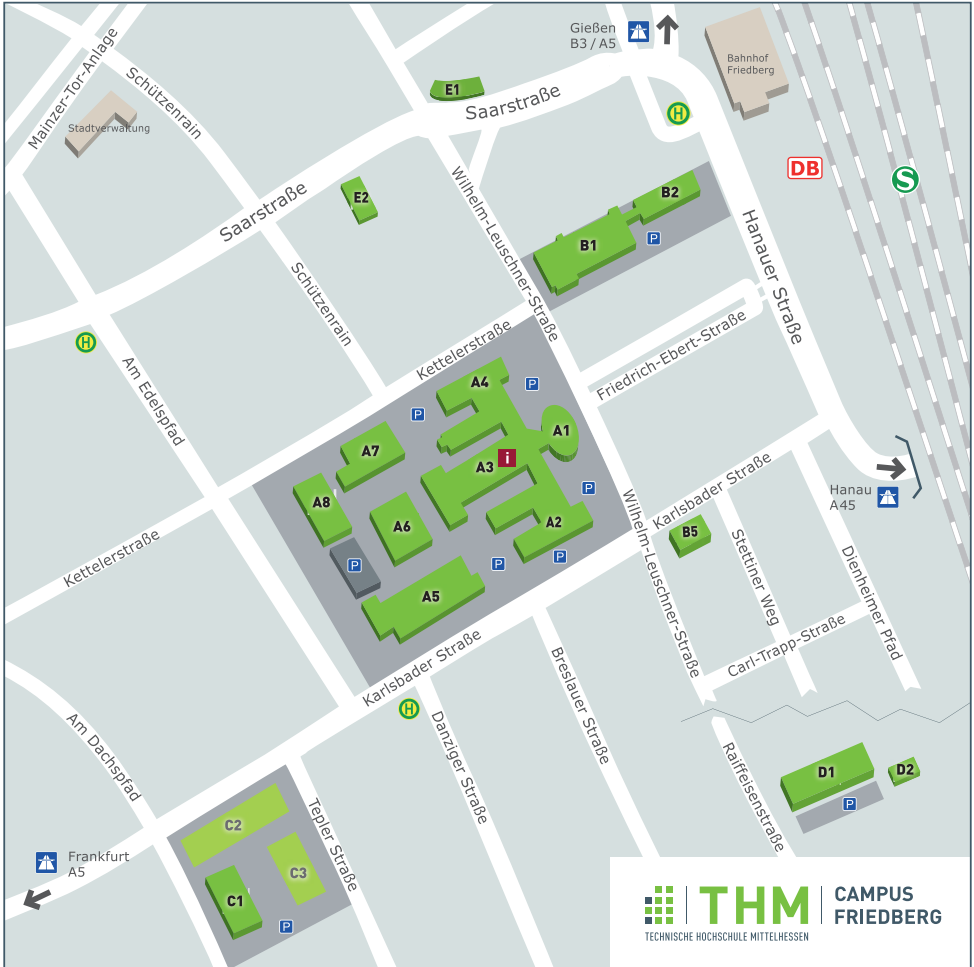 Gießen
B3 / A5
Bahnhof
Friedberg
Mainzer-Tor-Anlage
Schützenrain
Stadtverwaltung
E1
Saarstraße
H
DB
S
E2
Saarstraße
Wilhelm-Leuschner-Straße
B2
B1
P
Hanauer Straße
Schützenrain
H
Am Edelspfad
Kettelerstraße
Friedrich-Ebert-Straße
A4
P
P
A1
A7
A3
i
A8
A6
P
A2
P
P
P
A5
Kettelerstraße
Wilhelm-Leuschner-Straße
Karlsbader Straße
B5
Stettiner Weg
Hanau
A45
Dienheimer Pfad
Carl-Trapp-Straße
Karlsbader Straße
H
Breslauer Straße
Danziger Straße
Am Dachspfad
Raiffeisenstraße
D1
D2
P
Tepler Straße
C2
C3
C1
P
Frankfurt
A5
THM
CAMPUS
FRIEDBERG
TECHNISCHE HOCHSCHULE MITTELHESSEN